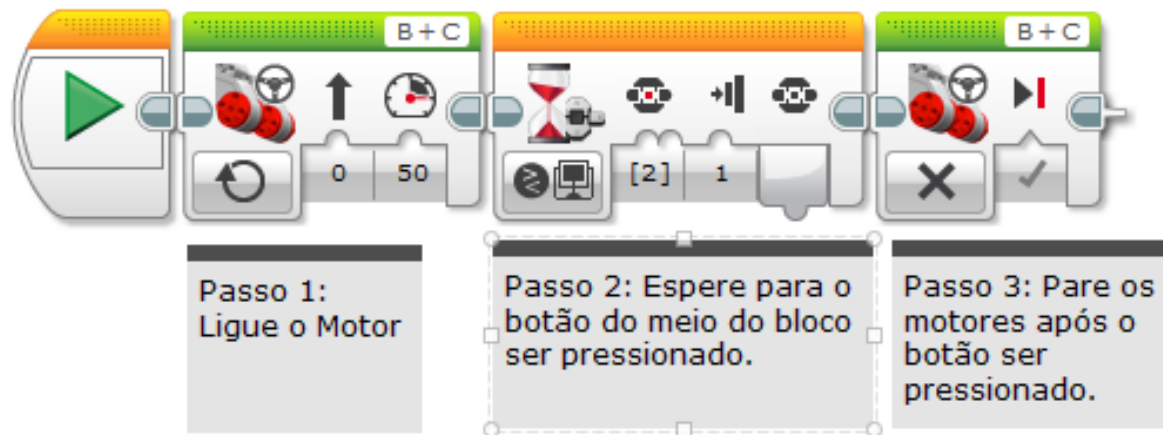 B+C
B+C
0 50
[2] 1
Passo 1:
Ligue o Motor
Passo 2: Espere para o
botão do meio do bloco
ser pressionado.
Passo 3: Pare os
motores após o
botão ser
pressionado.